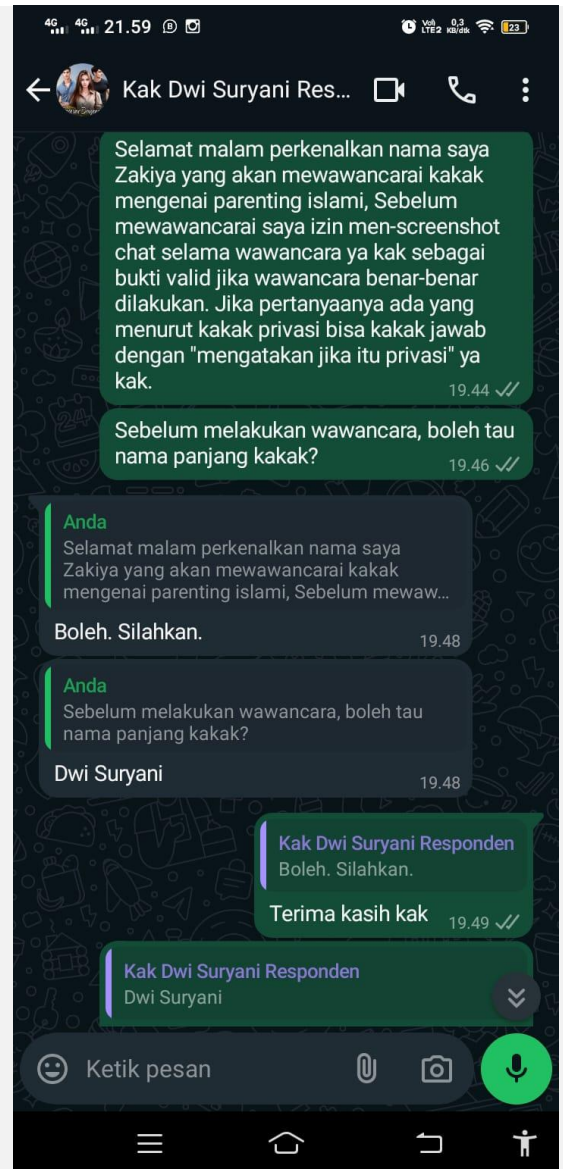 4G 4G 21.59
VoI) LTE2 0,3 KB/dtk 23
Kak Dwi Suryani Res...
Selamat malam perkenalkan nama saya
Zakiya yang akan mewawancarai kakak
mengenai parenting islami, Sebelum
mewawancarai saya izin men-screenshot
chat selama wawancara ya kak sebagai
bukti valid jika wawancara benar-benar
dilakukan. Jika pertanyaanya ada yang
menurut kakak privasi bisa kakak jawab
dengan "mengatakan jika itu privasi" ya
kak.
19.44
Sebelum melakukan wawancara, boleh tau
nama panjang kakak?
19.46
Anda
Selamat malam perkenalkan nama saya
Zakiya yang akan mewawancarai kakak
mengenai parenting islami, Sebelum mewaw...
Boleh. Silahkan.
19.48
Anda
Sebelum melakukan wawancara, boleh tau
nama panjang kakak?
Dwi Suryani
19.48
Kak Dwi Suryani Responden
Boleh. Silahkan.
Terima kasih kak
19.49
Kak Dwi Suryani Responden
Dwi Suryani
Ketik pesan